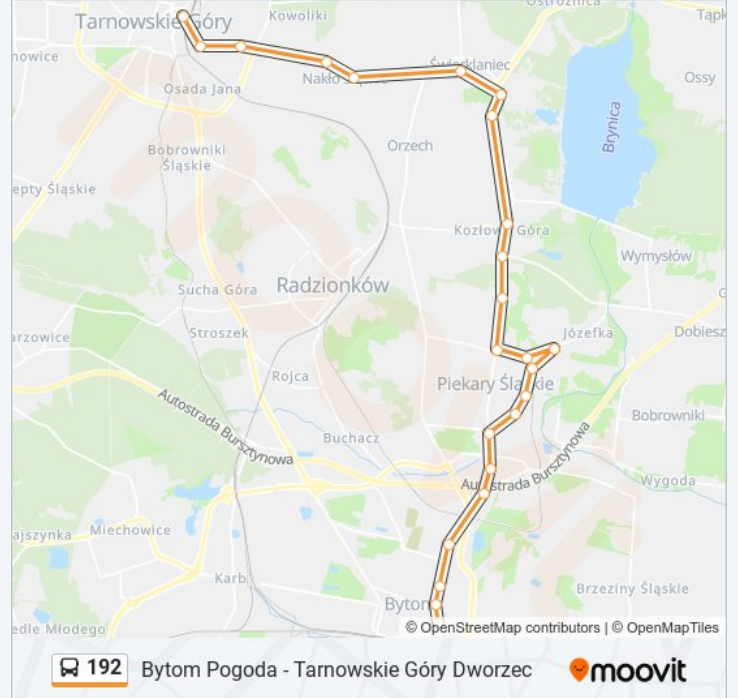 Ostrożnica
Tarnowskie Góry
Kowoliki
Tąpk
nowice
Świerklaniec
Nakło Śląskie
Ossy
Osada Jana
Brynica
Orzech
Bobrowniki
Śląskie
epty Śląskie
Kozłowa Góra
Wymysłów
Radzionków
Sucha Góra
G
Stroszek
Józefka
Dobiesz
arzowice
Rojca
Piekary Śląskie
Autostrada Bursztynowa
Bobrowniki
Buchacz
Autostrada Bursztynowa
Wygoda
ajszynka
Miechowice
Karb
Brzeziny Śląskie
Bytom
edle Młodego
© OpenStreetMap contributors | © OpenMapTiles
192 Bytom Pogoda - Tarnowskie Góry Dworzec moovit